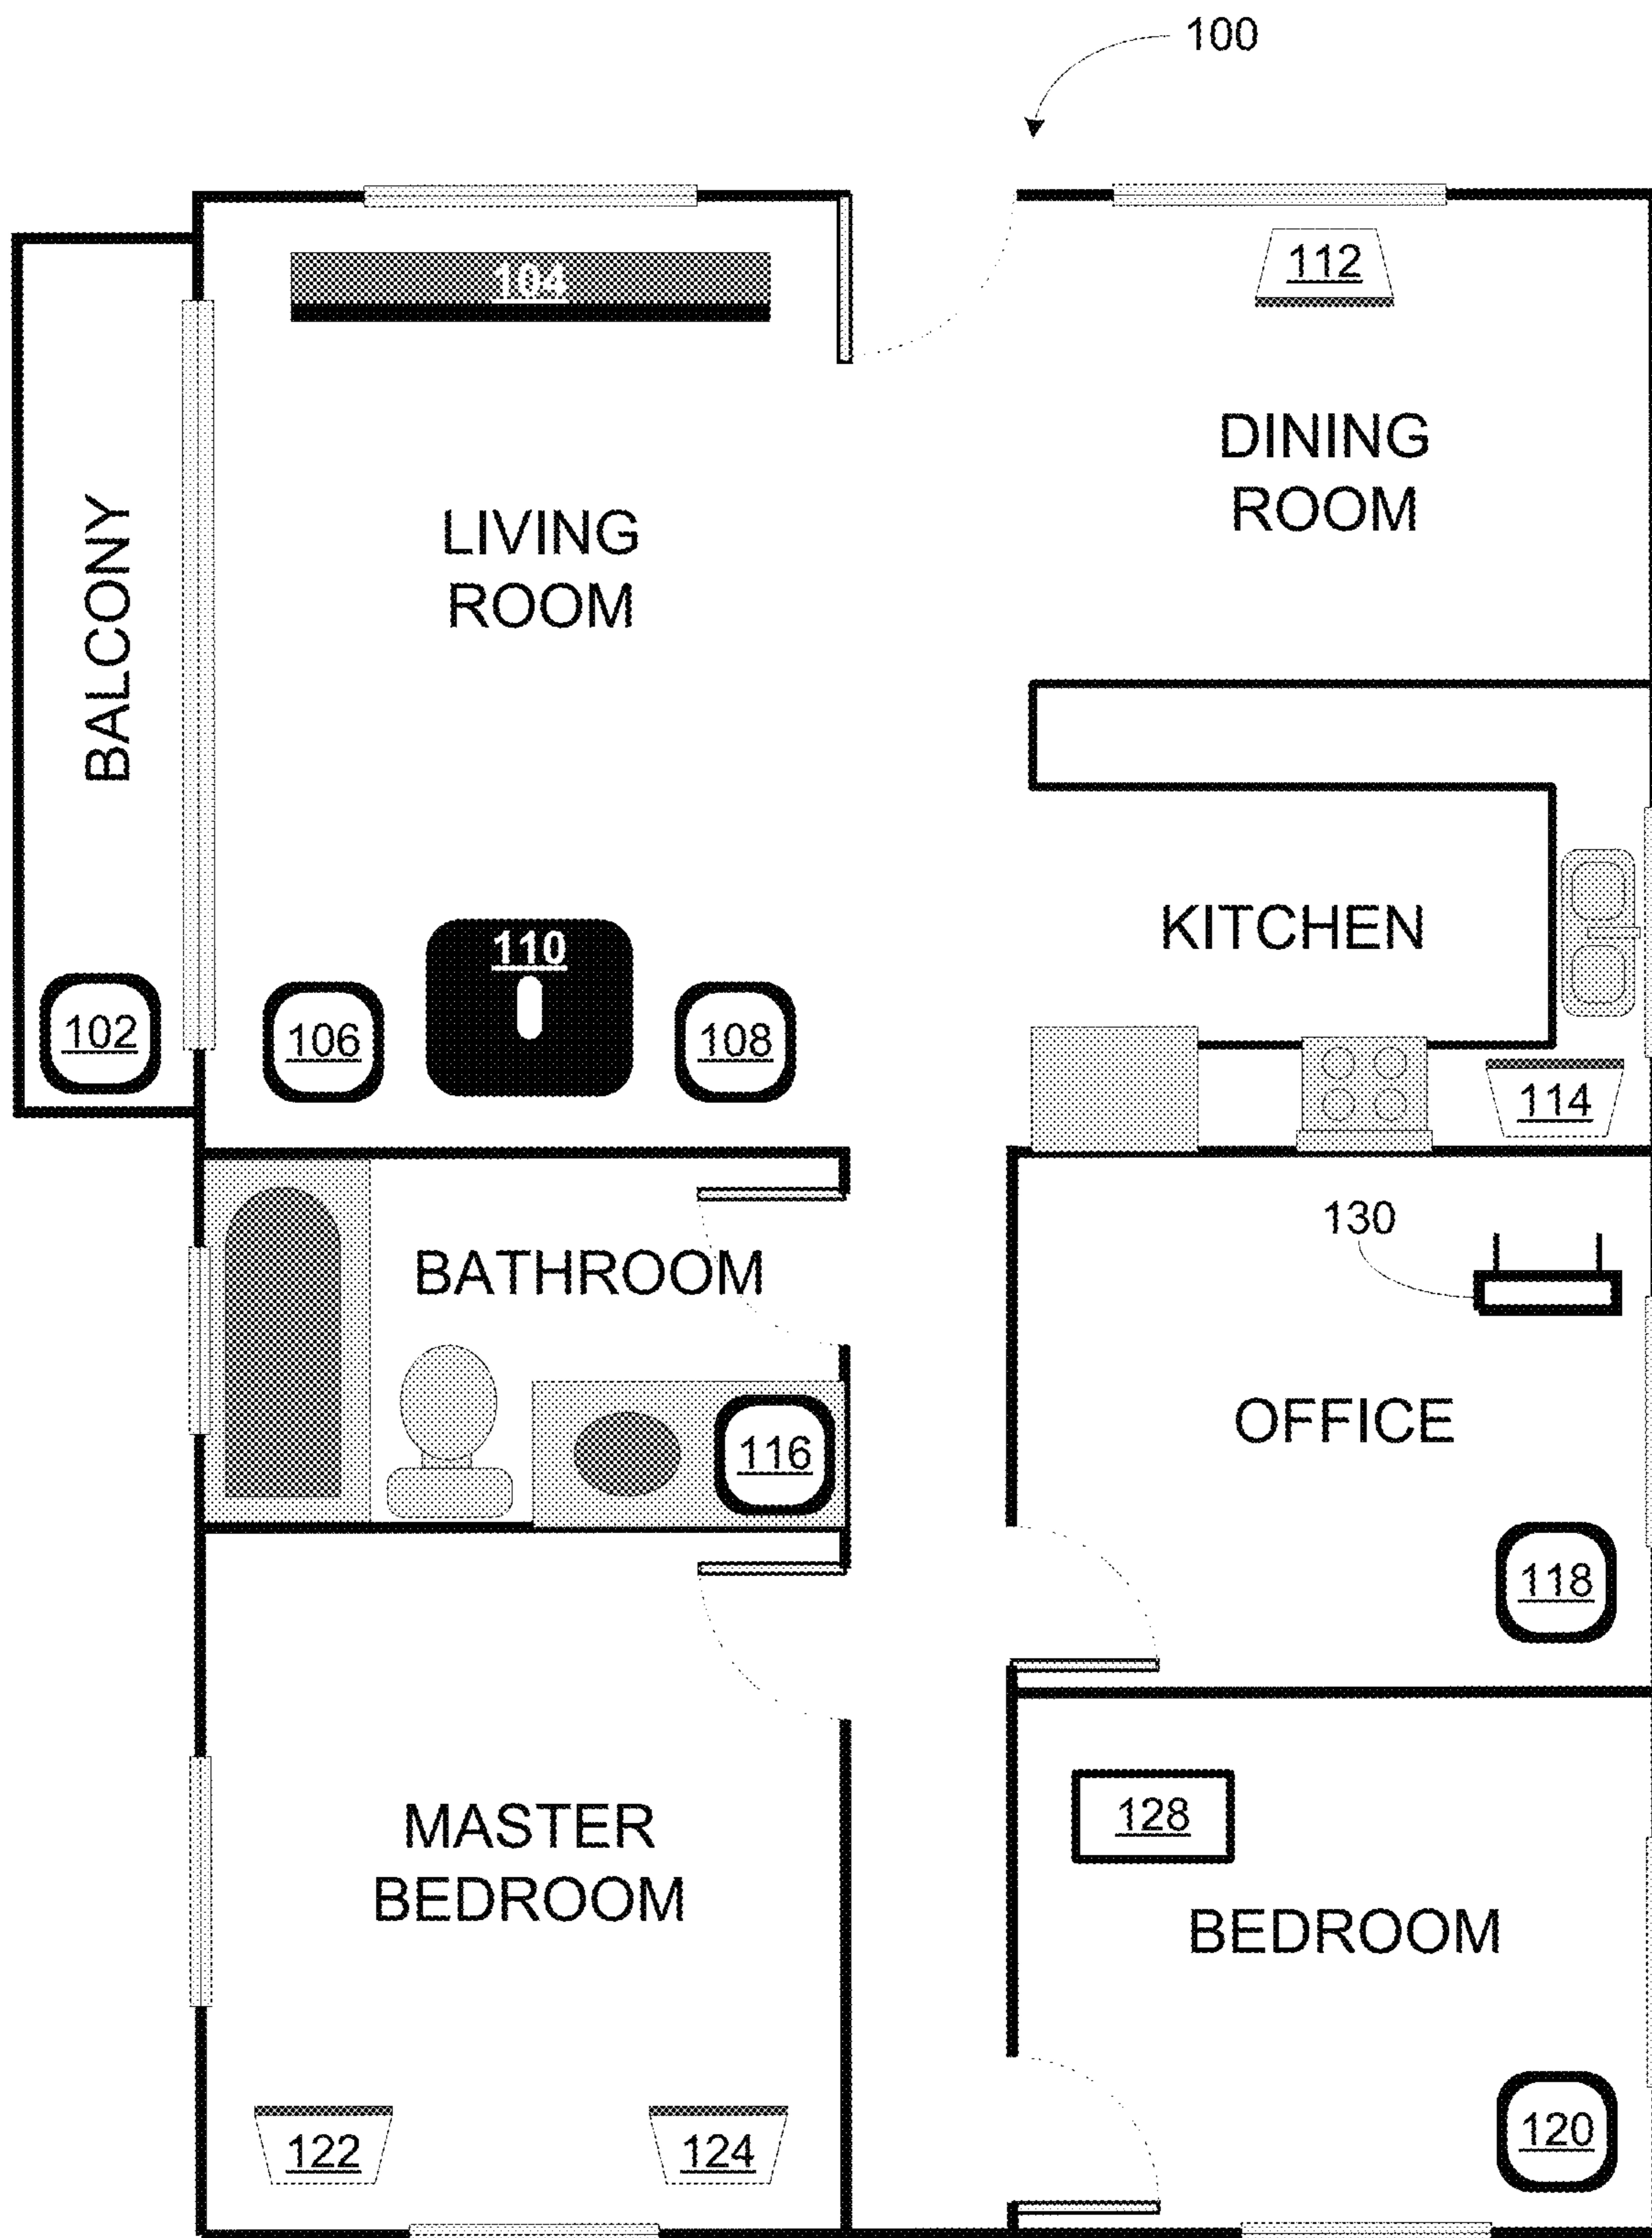 100
104
112
DINING
ROOM
LIVING
ROOM
BALCONY
KITCHEN
110
102
106
108
114
130
BATHROOM
OFFICE
116
118
MASTER
BEDROOM
128
BEDROOM
122
124
120